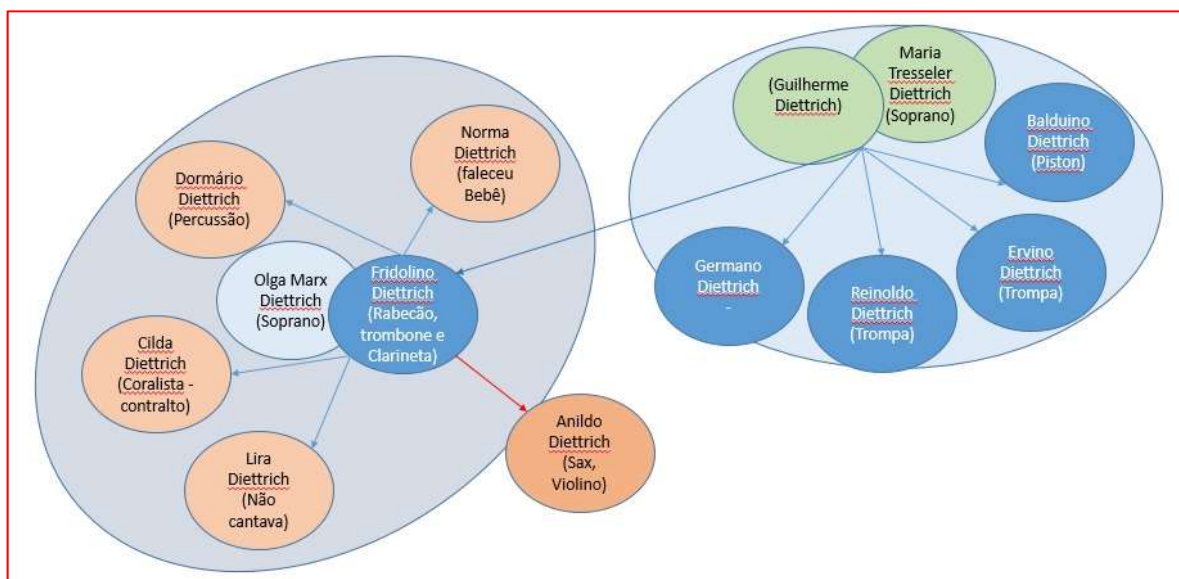 (Guilherme
Diettrich)
Maria
Tresseler
Diettrich
(Soprano)
Balduino
Diettrich
(Piston)
Norma
Diettrich
(faleceu
Bebê)
Dormário
Diettrich
(Percussão)
Olga Marx
Diettrich
(Soprano)
Fridolino
Diettrich
(Rabecão,
trombone e
Clarineta)
Germano
Diettrich
-
Reinoldo
Diettrich
(Trompa)
Ervino
Diettrich
(Trompa)
Cilda
Diettrich
(Coralista -
contralto)
Lira
Diettrich
(Não
cantava)
Anildo
Diettrich
(Sax,
Violino)